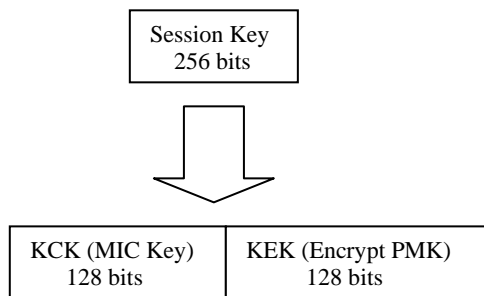 Session Key
256 bits
KCK (MIC Key)
128 bits
KEK (Encrypt PMK)
128 bits